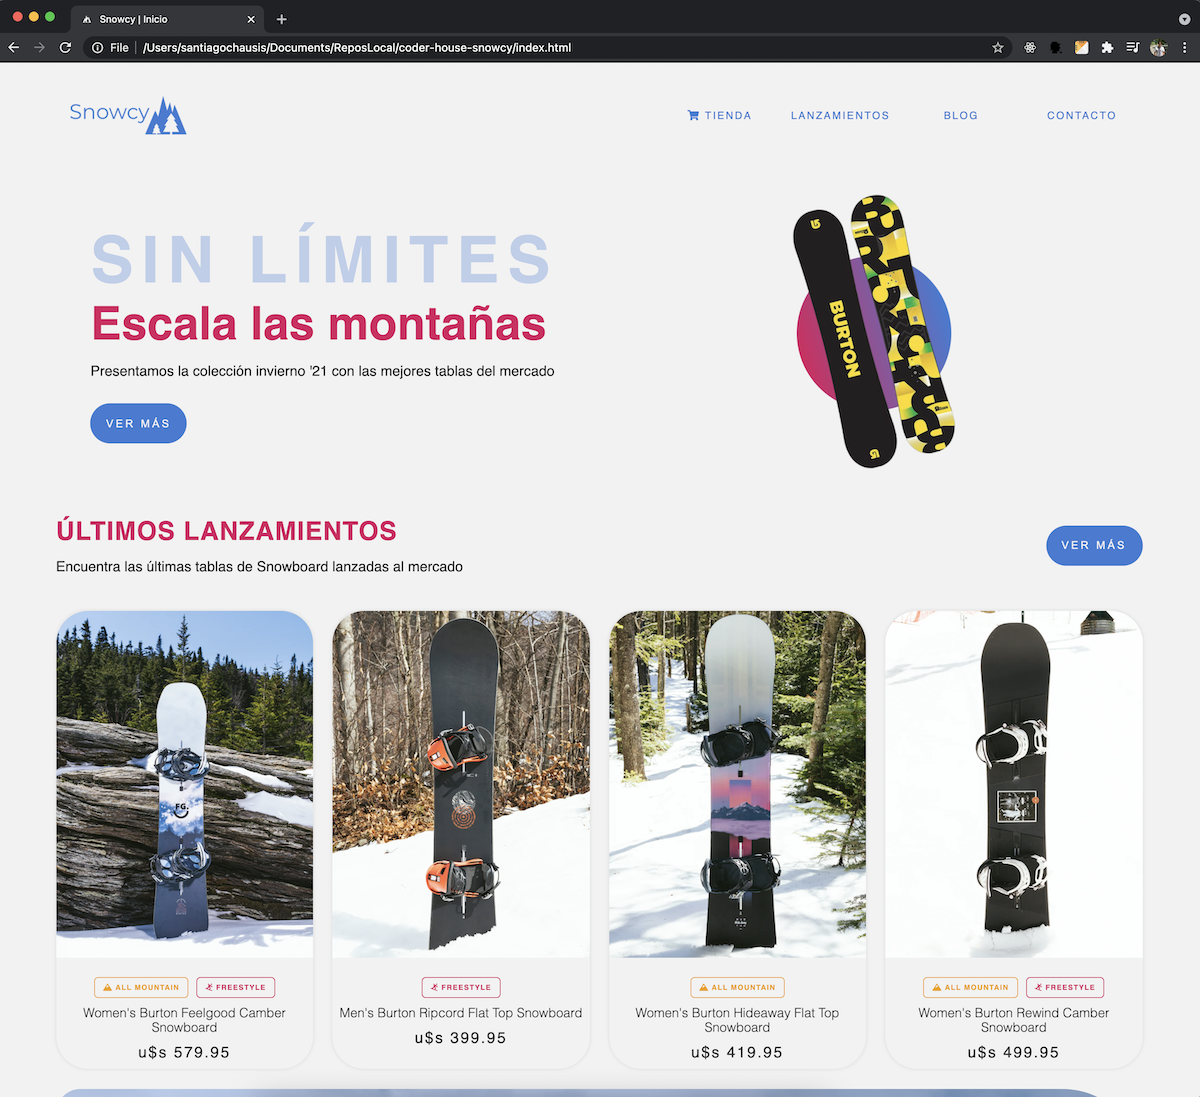 Snowcy | Inicio
File
/Users/santiagochausis/Documents/ReposLocal/coder-house-snowcy/index.html
Snowcy
TIENDA
LANZAMIENTOS
BLOG
CONTACTO
SIN LÍMITES
Escala las montañas
Presentamos la colección invierno '21 con las mejores tablas del mercado
VER MÁS
BURTON
ÚLTIMOS LANZAMIENTOS
Encuentra las últimas tablas de Snowboard lanzadas al mercado
VER MÁS
FG.
ALL MOUNTAIN
FREESTYLE
Women's Burton Feelgood Camber
Snowboard
u$s 579.95
FREESTYLE
Men's Burton Ripcord Flat Top Snowboard
u$s 399.95
ALL MOUNTAIN
Women's Burton Hideaway Flat Top
Snowboard
u$s 419.95
ALL MOUNTAIN
FREESTYLE
Women's Burton Rewind Camber
Snowboard
u$s 499.95